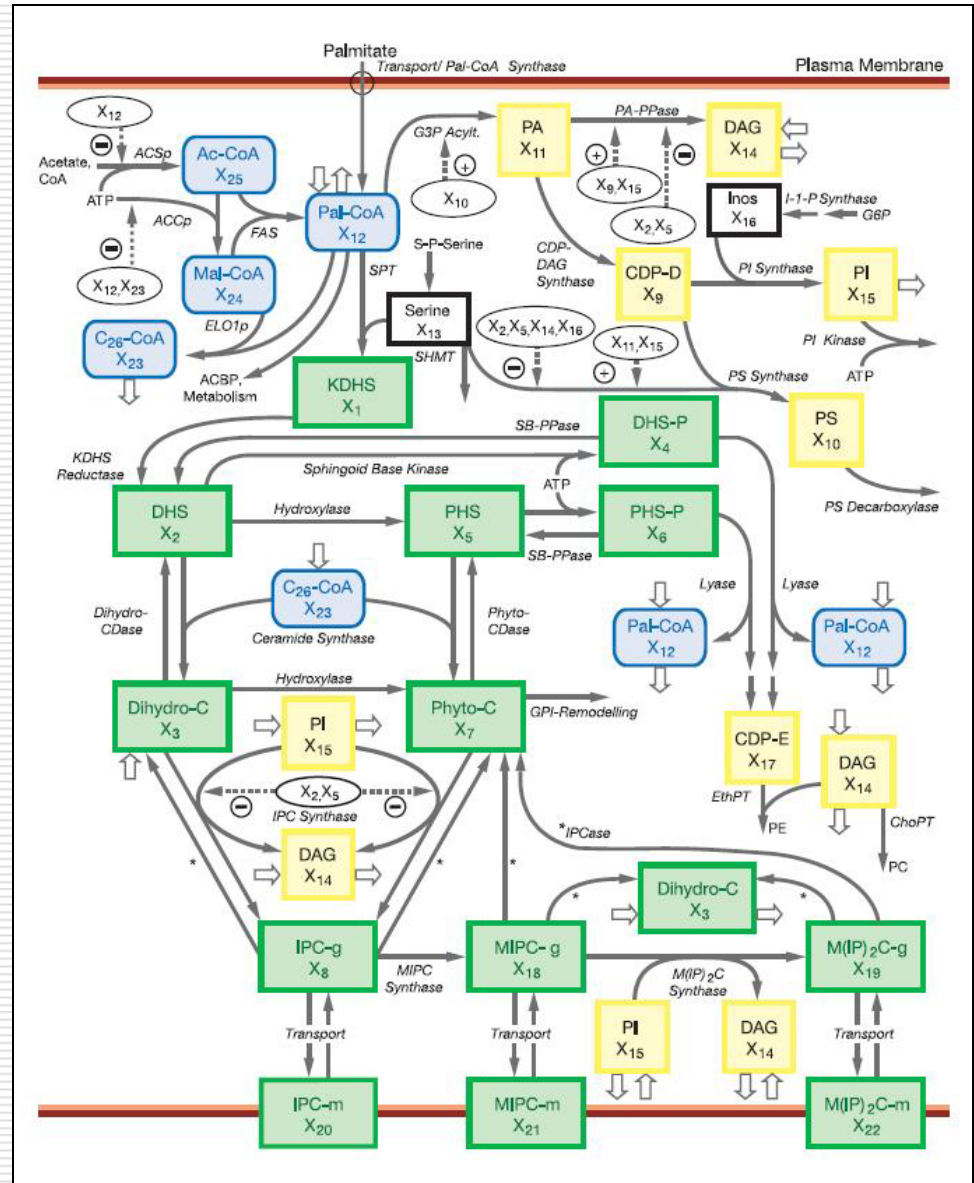 Palmitate
Transport/ Pal-CoA Synthase
Plasma Membrane
X12
Acetate,
CoA
ACSp
Ac-CoA
X25
ATP
ACCp
FAS
X12,X23
Mal-CoA
X24
ELO1p
C26-CoA
X23
Pal-CoA
X12
G3P Acylt.
X10
PA
X11
PA-PPase
DAG
X14
X9,X15
X2,X5
Inos
X16
I-1-P Synthase
G6P
S-P-Serine
SPT
Serine
X13
SHMT
CDP-
DAG
Synthase
CDP-D
X9
PI Synthase
PI
X15
X2,X5,X14,X16
X11,X15
PI Kinase
ATP
PS Synthase
PS
X10
PS Decarboxylase
ACBP,
Metabolism
KDHS
X1
KDHS
Reductase
SB-PPase
DHS-P
X4
Sphingoid Base Kinase
ATP
DHS
X2
Hydroxylase
PHS
X5
PHS-P
X6
SB-PPase
Lyase
Lyase
C26-CoA
X23
Dihydro-
CDase
Ceramide Synthase
Phyto-
CDase
Pal-CoA
X12
Pal-CoA
X12
Dihydro-C
X3
Hydroxylase
Phyto-C
X7
GPI-Remodelling
PI
X15
X2,X5
IPC Synthase
DAG
X14
CDP-E
X17
DAG
X14
EthPT
PE
ChoPT
PC
*IPCase
*
*
*
*
*
Dihydro-C
X3
IPC-g
X8
MIPC
Synthase
MIPC- g
X18
M(IP)2C-g
X19
M(IP)2C
Synthase
PI
X15
DAG
X14
Transport
Transport
Transport
IPC-m
X20
MIPC-m
X21
M(IP)2C-m
X22